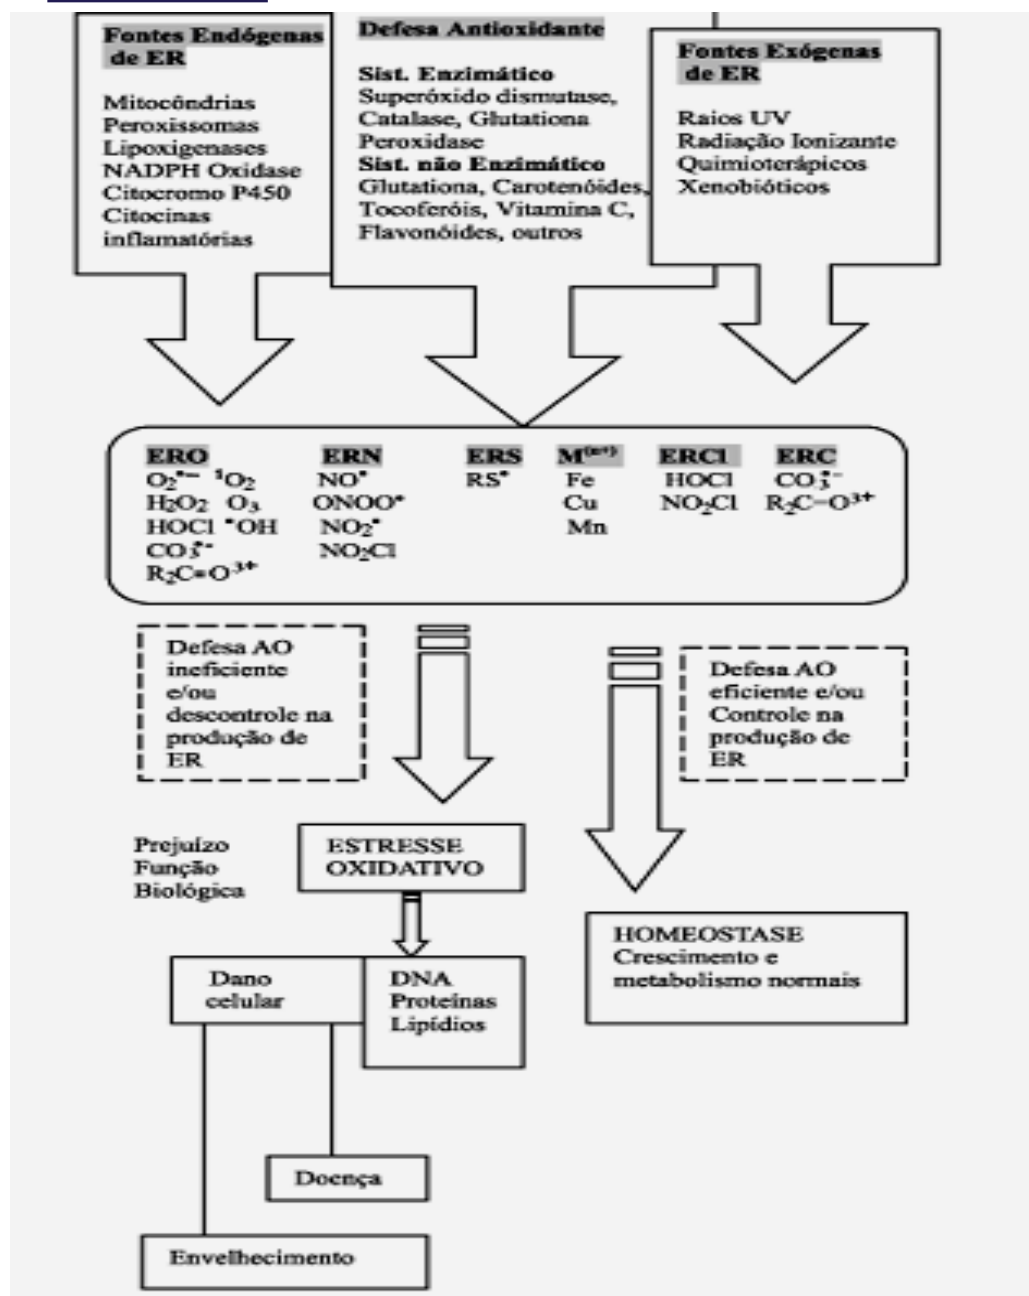 Fontes Endógenas
de ER
Mitocôndrias
Peroxissomas
Lipoxigenases
NADPH Oxidase
Citocromo P450
Citocinas
inflamatórias
Defesa Antioxidante
Sist. Enzimático
Superóxido dismutase,
Catalase, Glutationa
Peroxidase
Sist. não Enzimático
Glutationa, Carotenóides,
Tocoferóis, Vitamina C,
Flavonóides, outros
Fontes Exógenas
de ER
Raios UV
Radiação Ionizante
Quimioterápicos
Xenobióticos
ERO
O₂•− ¹O₂
H₂O₂ O₃
HOCl •OH
CO₃•-
R₂C=O³⁺
ERN
NO•
ONOO•
NO₂•
NO₂Cl
ERS
RS•
M⁽ⁿ⁺⁾
Fe
Cu
Mn
ERCl
HOCl
NO₂Cl
ERC
CO₃•-
R₂C-O³⁺
Defesa AO
ineficiente
e/ou
descontrole na
produção de
ER
Defesa AO
eficiente e/ou
Controle na
produção de
ER
Prejuízo
Função
Biológica
ESTRESSE
OXIDATIVO
HOMEOSTASE
Crescimento e
metabolismo normais
Dano
celular
DNA
Proteínas
Lipídios
Doença
Envelhecimento